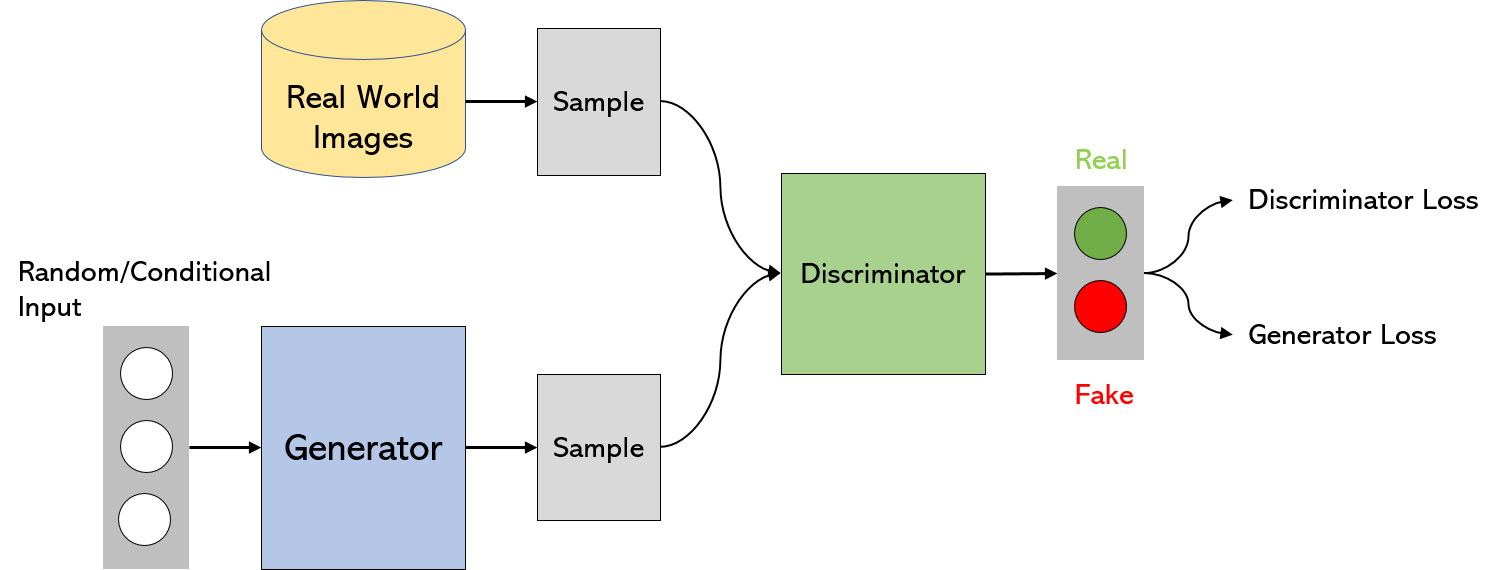 Real World
Images
Sample
Real
Discriminator Loss
Random/Conditional
Input
Discriminator
Generator Loss
Fake
Generator
Sample